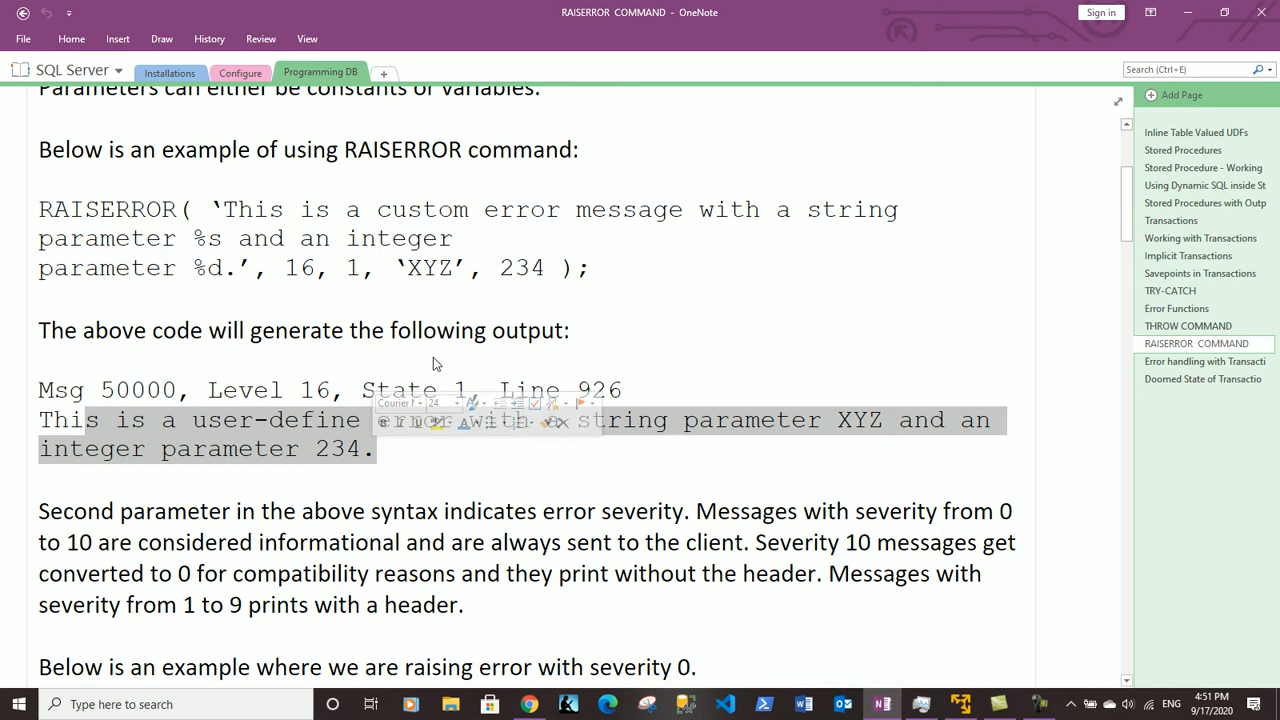 RAISERROR COMMAND - OneNote
Sign in
File Home Insert Draw History Review View
SQL Server Installations Configure Programming DB
Search (Ctrl+E)
Parameters can either be constants or variables.
Add Page
Below is an example of using RAISERROR command:
RAISERROR( ‘This is a custom error message with a string
parameter %s and an integer
parameter %d.’, 16, 1, ‘XYZ’, 234 );
The above code will generate the following output:
Msg 50000, Level 16, State 1, Line 926
Courier 24
This is a user-define error with a string parameter XYZ and an
integer parameter 234.
Second parameter in the above syntax indicates error severity. Messages with severity from 0
to 10 are considered informational and are always sent to the client. Severity 10 messages get
converted to 0 for compatibility reasons and they print without the header. Messages with
severity from 1 to 9 prints with a header.
Below is an example where we are raising error with severity 0.
Inline Table Valued UDFs
Stored Procedures
Stored Procedure - Working
Using Dynamic SQL inside St
Stored Procedures with Outp
Transactions
Working with Transactions
Implicit Transactions
Savepoints in Transactions
TRY-CATCH
Error Functions
THROW COMMAND
RAISERROR COMMAND
Error handling with Transacti
Doomed State of Transactio
Type here to search
ENG
4:51 PM
9/17/2020